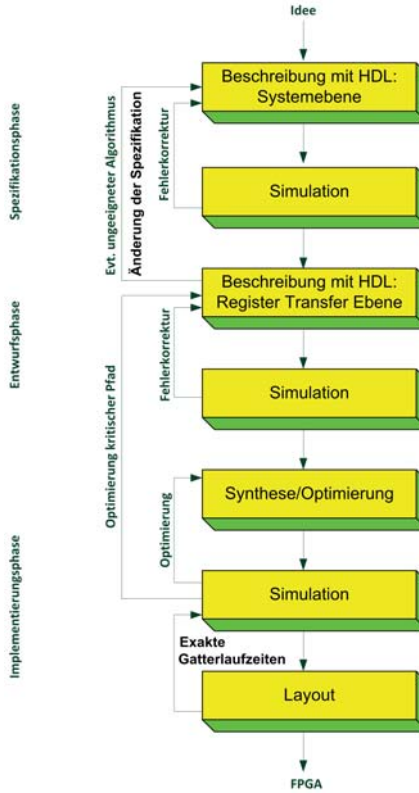 Idee
Beschreibung mit HDL:
Systemebene
Spezifikationsphase
Evt. ungeeigneter Algorithmus
Änderung der Spezifikation
Fehlerkorrektur
Simulation
Beschreibung mit HDL:
Register Transfer Ebene
Entwurfsphase
Optimierung kritischer Pfad
Fehlerkorrektur
Simulation
Synthese/Optimierung
Optimierung
Implementierungsphase
Simulation
Exakte
Gatterlaufzeiten
Layout
FPGA